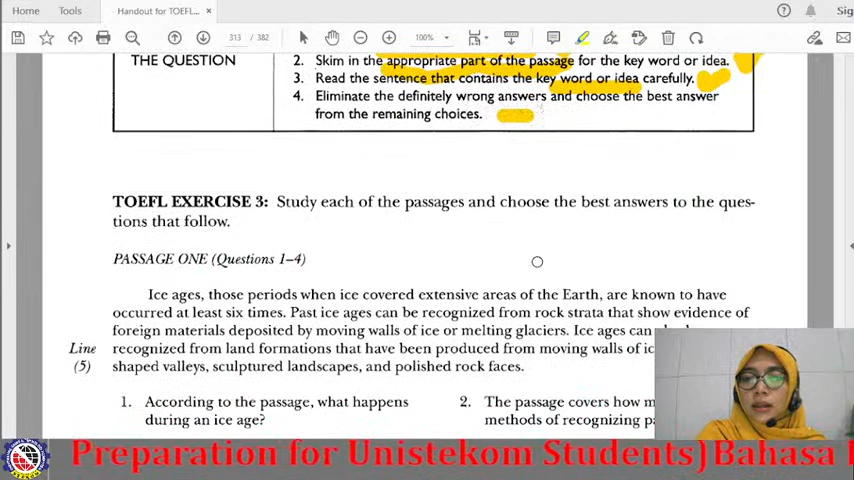 Home
Tools
Handout for TOEFL... ×
Sig
313 / 382
100%
THE QUESTION
2. Skim in the appropriate part of the passage for the key word or idea.
3. Read the sentence that contains the key word or idea carefully.
4. Eliminate the definitely wrong answers and choose the best answer
from the remaining choices.
TOEFL EXERCISE 3: Study each of the passages and choose the best answers to the ques-
tions that follow.
PASSAGE ONE (Questions 1–4)
Ice ages, those periods when ice covered extensive areas of the Earth, are known to have
occurred at least six times. Past ice ages can be recognized from rock strata that show evidence of
foreign materials deposited by moving walls of ice or melting glaciers. Ice ages can
Line
recognized from land formations that have been produced from moving walls of ic
(5)
shaped valleys, sculptured landscapes, and polished rock faces.
1. According to the passage, what happens
during an ice age?
2. The passage covers how m
methods of recognizing p
Preparation for Unistekom Students)Bahasa